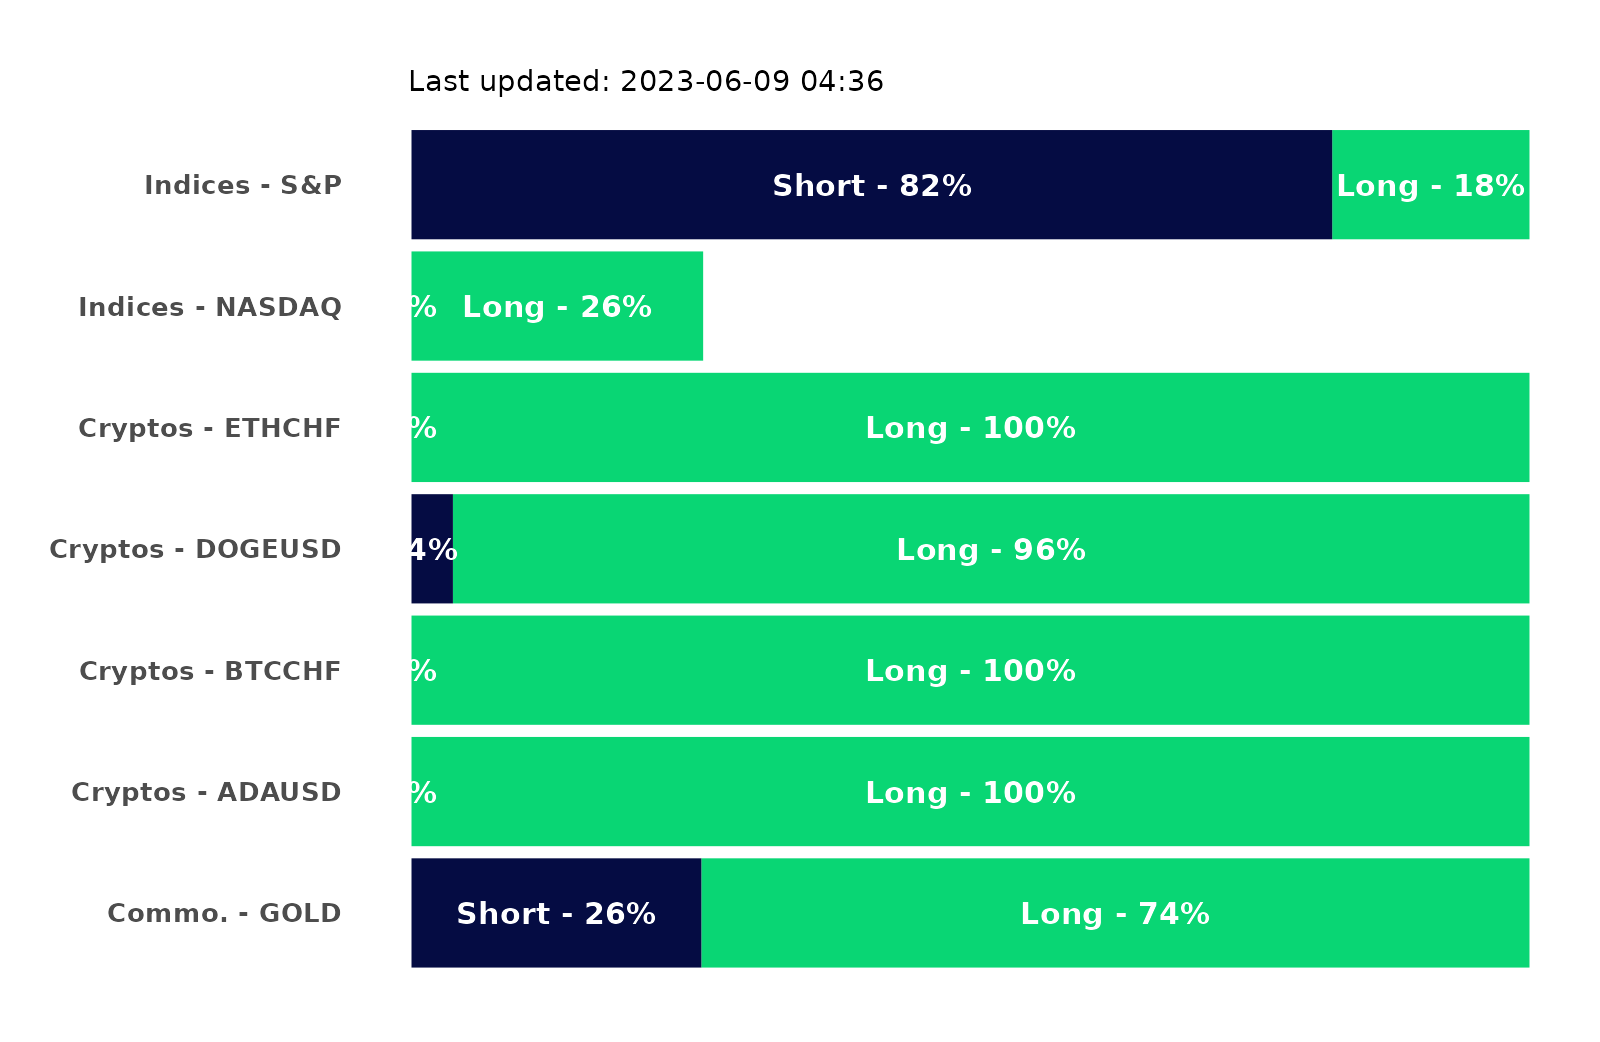 Last updated: 2023-06-09 04:36
Indices - S&P Short - 82% Long - 18%
Indices - NASDAQ % Long - 26%
Cryptos - ETHCHF % Long - 100%
Cryptos - DOGEUSD 4% Long - 96%
Cryptos - BTCCHF % Long - 100%
Cryptos - ADAUSD % Long - 100%
Commo. - GOLD Short - 26% Long - 74%